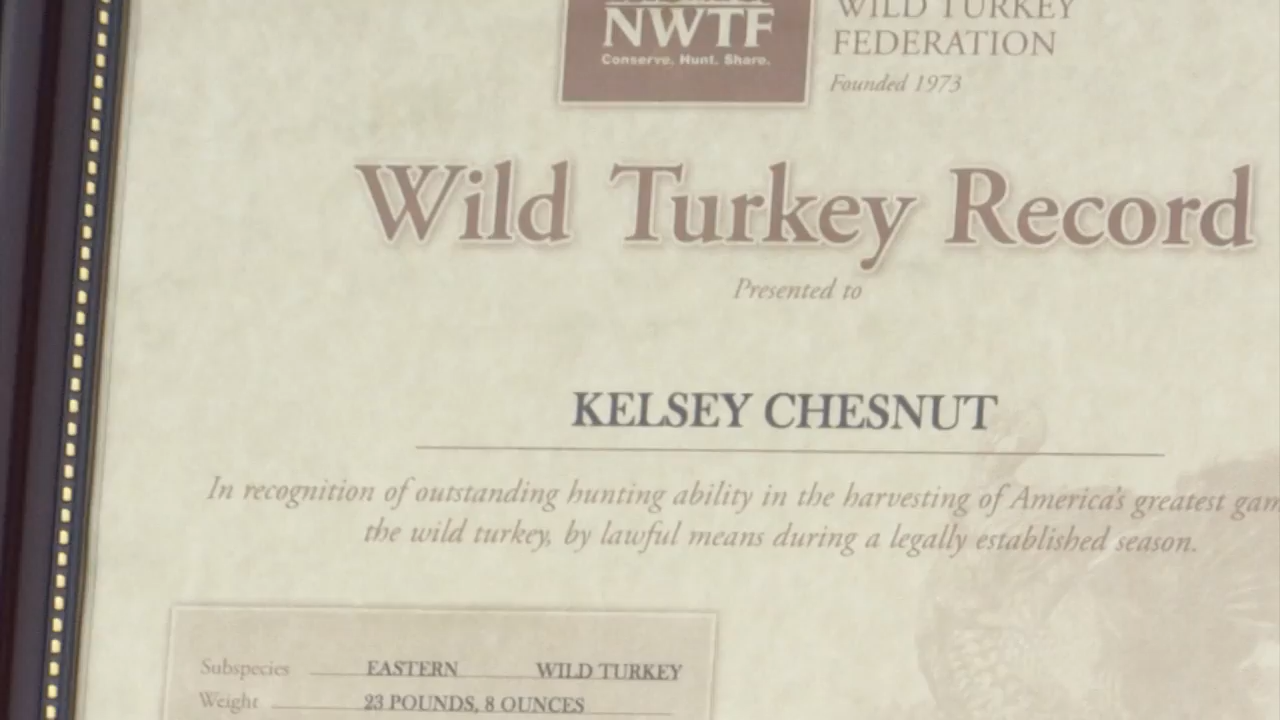 NWTF
Conserve. Hunt. Share.
WILD TURKEY
FEDERATION
Founded 1973
Wild Turkey Record
Presented to
KELSEY CHESNUT
In recognition of outstanding hunting ability in the harvesting of America's greatest gam
the wild turkey, by lawful means during a legally established season.
Subspecies EASTERN WILD TURKEY
Weight 23 POUNDS, 8 OUNCES